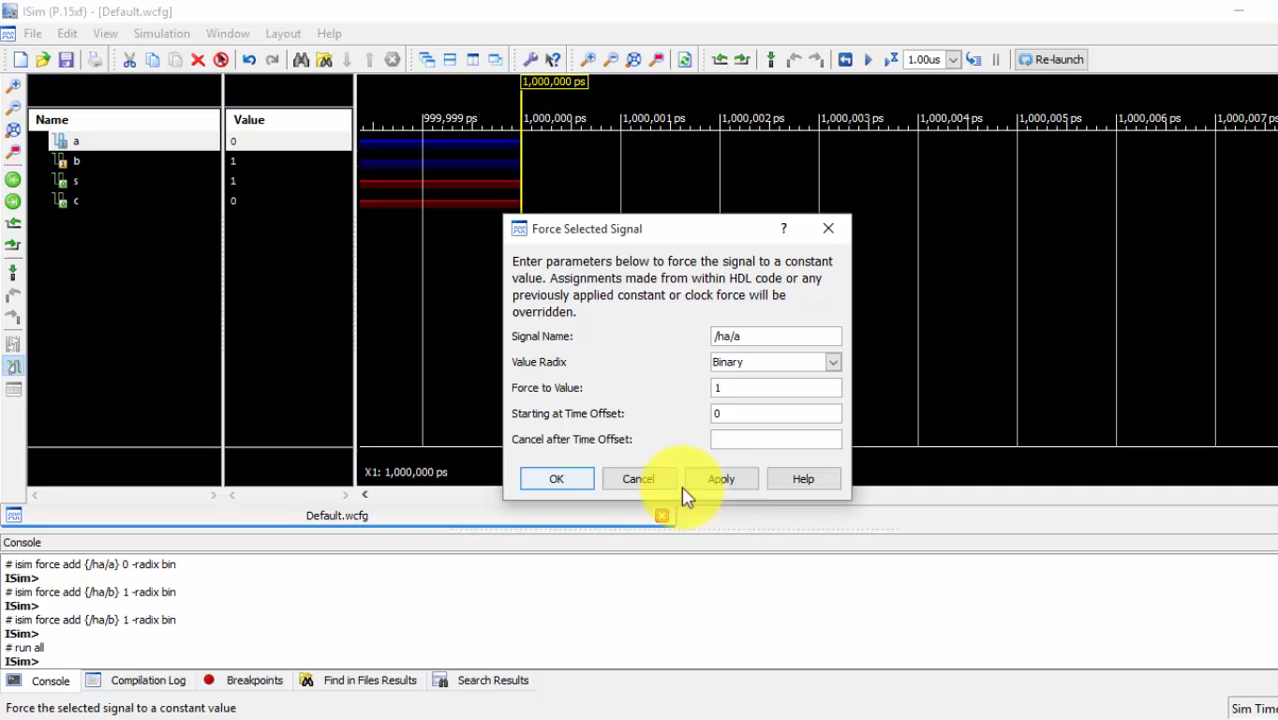 ISim (P.15xf) - [Default.wcfg]
File Edit View Simulation Window Layout Help
1.00us Re-launch
1,000,000 ps
Name Value
999,999 ps 1,000,000 ps 1,000,001 ps 1,000,002 ps 1,000,003 ps 1,000,004 ps 1,000,005 ps 1,000,006 ps 1,000,007
a 0
b 1
s 1
c 0
Force Selected Signal
Enter parameters below to force the signal to a constant
value. Assignments made from within HDL code or any
previously applied constant or clock force will be
overridden.
Signal Name: /ha/a
Value Radix Binary
Force to Value: 1
Starting at Time Offset: 0
Cancel after Time Offset:
X1: 1,000,000 ps
OK Cancel Apply Help
Default.wcfg
Console
# isim force add {/ha/a} 0 -radix bin
ISim>
# isim force add {/ha/b} 1 -radix bin
ISim>
# isim force add {/ha/b} 1 -radix bin
ISim>
# run all
ISim>
Console Compilation Log Breakpoints Find in Files Results Search Results
Force the selected signal to a constant value Sim Time